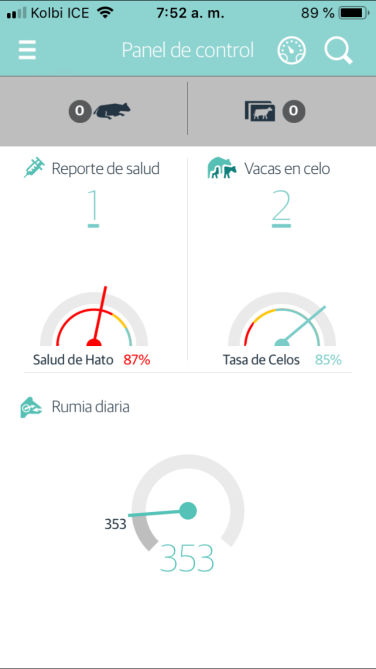 Kolbi ICE 7:52 a. m. 89 %
Panel de control
0 0
Reporte de salud Vacas en celo
1 2
Salud de Hato 87% Tasa de Celos 85%
Rumia diaria
353
353